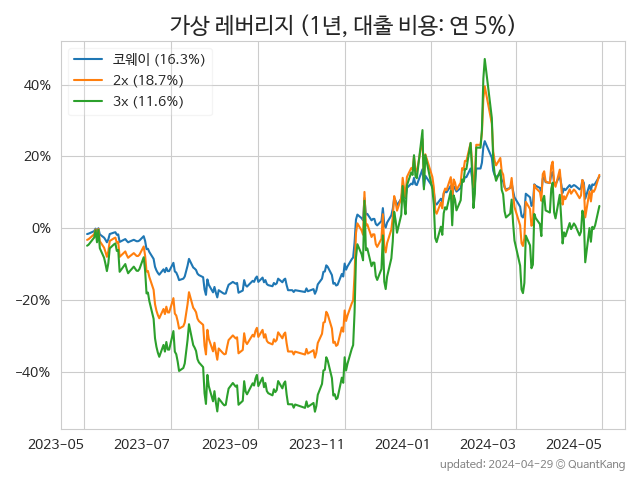 가상 레버리지 (1년, 대출 비용: 연 5%)
코웨이 (16.3%)
2x (18.7%)
3x (11.6%)
40%
20%
0%
−20%
−40%
2023-05 2023-07 2023-09 2023-11 2024-01 2024-03 2024-05
updated: 2024-04-29 © QuantKang